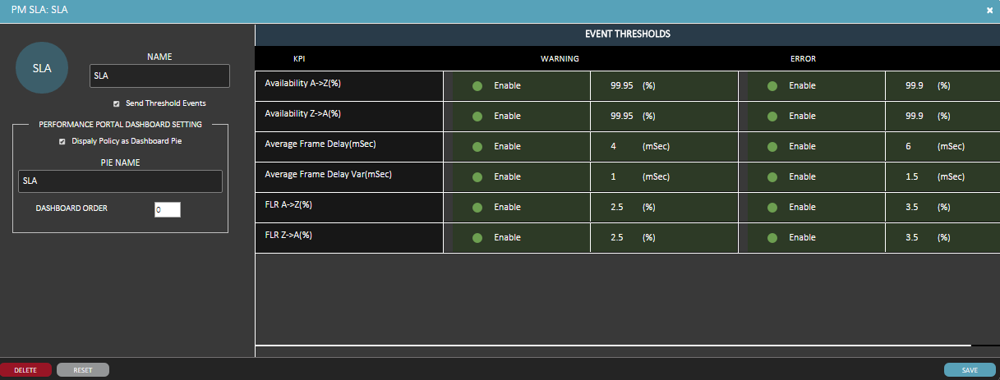 PM SLA: SLA
SLA
NAME
SLA
Send Threshold Events
PERFORMANCE PORTAL DASHBOARD SETTING
Dispaly Policy as Dashboard Pie
PIE NAME
SLA
DASHBOARD ORDER 0
EVENT THRESHOLDS
KPI WARNING ERROR
Availability A->Z(%) Enable 99.95 (%) Enable 99.9 (%)
Availability Z->A(%) Enable 99.95 (%) Enable 99.9 (%)
Average Frame Delay(mSec) Enable 4 (mSec) Enable 6 (mSec)
Average Frame Delay Var(mSec) Enable 1 (mSec) Enable 1.5 (mSec)
FLR A->Z(%) Enable 2.5 (%) Enable 3.5 (%)
FLR Z->A(%) Enable 2.5 (%) Enable 3.5 (%)
DELETE RESET SAVE